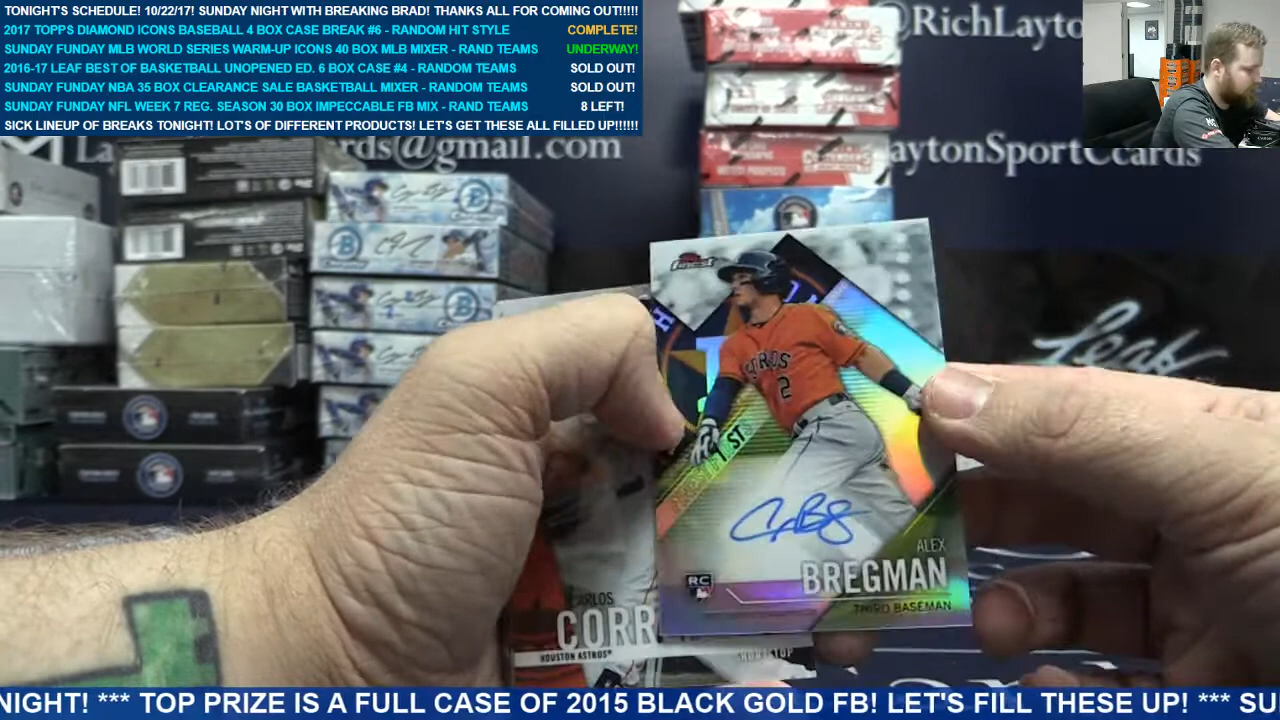 TONIGHT'S SCHEDULE! 10/22/17! SUNDAY NIGHT WITH BREAKING BRAD! THANKS ALL FOR COMING OUT!!!!!
2017 TOPPS DIAMOND ICONS BASEBALL 4 BOX CASE BREAK #6 - RANDOM HIT STYLE COMPLETE!
SUNDAY FUNDAY MLB WORLD SERIES WARM-UP ICONS 40 BOX MLB MIXER - RAND TEAMS UNDERWAY!
2016-17 LEAF BEST OF BASKETBALL UNOPENED ED. 6 BOX CASE #4 - RANDOM TEAMS SOLD OUT!
SUNDAY FUNDAY NBA 35 BOX CLEARANCE SALE BASKETBALL MIXER - RANDOM TEAMS SOLD OUT!
SUNDAY FUNDAY NFL WEEK 7 REG. SEASON 30 BOX IMPECCABLE FB MIX - RAND TEAMS 8 LEFT!
SICK LINEUP OF BREAKS TONIGHT! LOT'S OF DIFFERENT PRODUCTS! LET'S GET THESE ALL FILLED UP!!!!!!
@RichLayto
La
rds@gmail.com
aytonSportCcards
Leaf
Finest
2
ALEX
BREGMAN
THIRD BASEMAN
RC
CARLOS
CORR
HOUSTON ASTROS
NIGHT! *** TOP PRIZE IS A FULL CASE OF 2015 BLACK GOLD FB! LET'S FILL THESE UP! *** SU